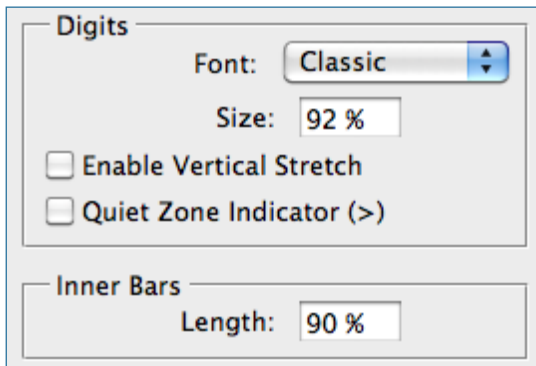 Digits
Font: Classic
Size: 92 %
Enable Vertical Stretch
Quiet Zone Indicator (>)
Inner Bars
Length: 90 %